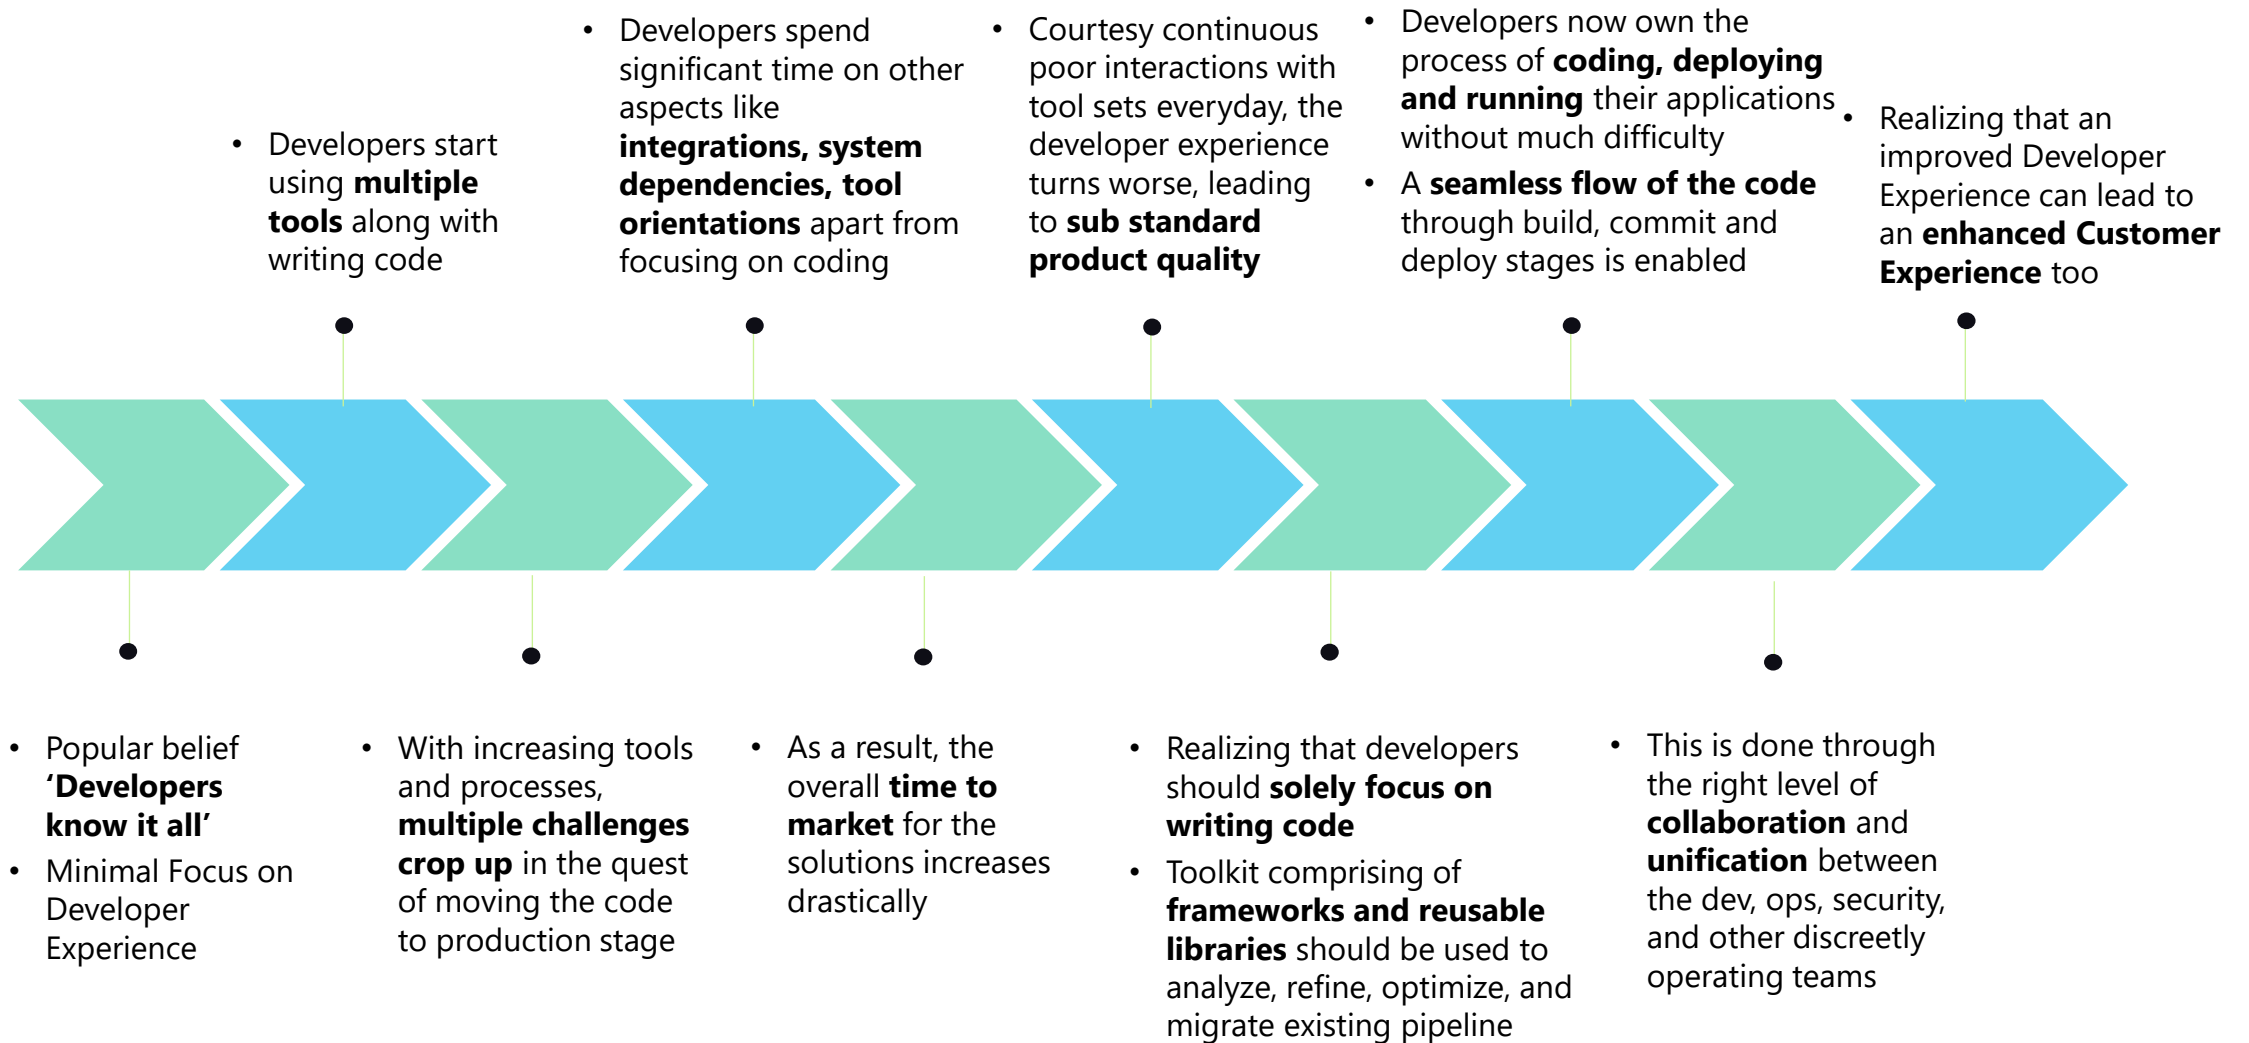 • Developers start
using multiple
tools along with
writing code
• Developers spend
significant time on other
aspects like
integrations, system
dependencies, tool
orientations apart from
focusing on coding
• Courtesy continuous
poor interactions with
tool sets everyday, the
developer experience
turns worse, leading
to sub standard
product quality
• Developers now own the
process of coding, deploying
and running their applications
without much difficulty
• A seamless flow of the code
through build, commit and
deploy stages is enabled
• Realizing that an
improved Developer
Experience can lead to
an enhanced Customer
Experience too
• Popular belief
‘Developers
know it all’
• Minimal Focus on
Developer
Experience
• With increasing tools
and processes,
multiple challenges
crop up in the quest
of moving the code
to production stage
• As a result, the
overall time to
market for the
solutions increases
drastically
• Realizing that developers
should solely focus on
writing code
• Toolkit comprising of
frameworks and reusable
libraries should be used to
analyze, refine, optimize, and
migrate existing pipeline
• This is done through
the right level of
collaboration and
unification between
the dev, ops, security,
and other discreetly
operating teams